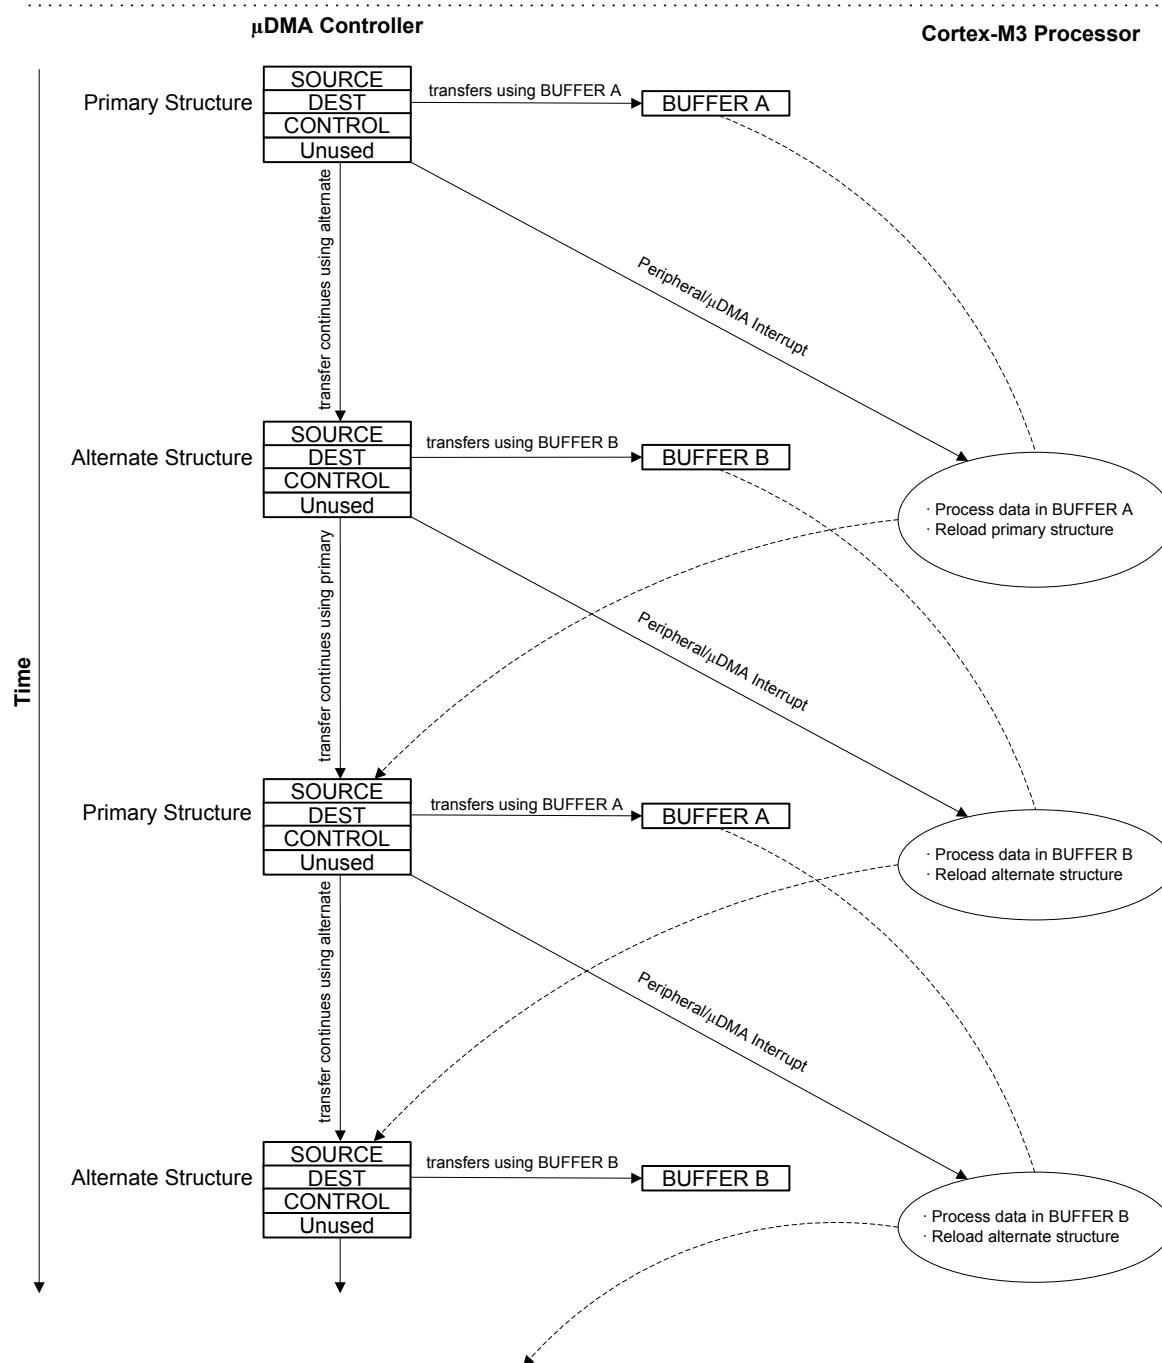 μDMA Controller
Cortex-M3 Processor
SOURCE
Primary Structure
DEST
transfers using BUFFER A
BUFFER A
CONTROL
Unused
transfer continues using alternate
Peripheral/μDMA Interrupt
SOURCE
Alternate Structure
DEST
transfers using BUFFER B
BUFFER B
CONTROL
Unused
· Process data in BUFFER A
· Reload primary structure
transfer continues using primary
Peripheral/μDMA Interrupt
Time
SOURCE
Primary Structure
DEST
transfers using BUFFER A
BUFFER A
CONTROL
Unused
· Process data in BUFFER B
· Reload alternate structure
transfer continues using alternate
Peripheral/μDMA Interrupt
SOURCE
Alternate Structure
DEST
transfers using BUFFER B
BUFFER B
CONTROL
Unused
· Process data in BUFFER B
· Reload alternate structure